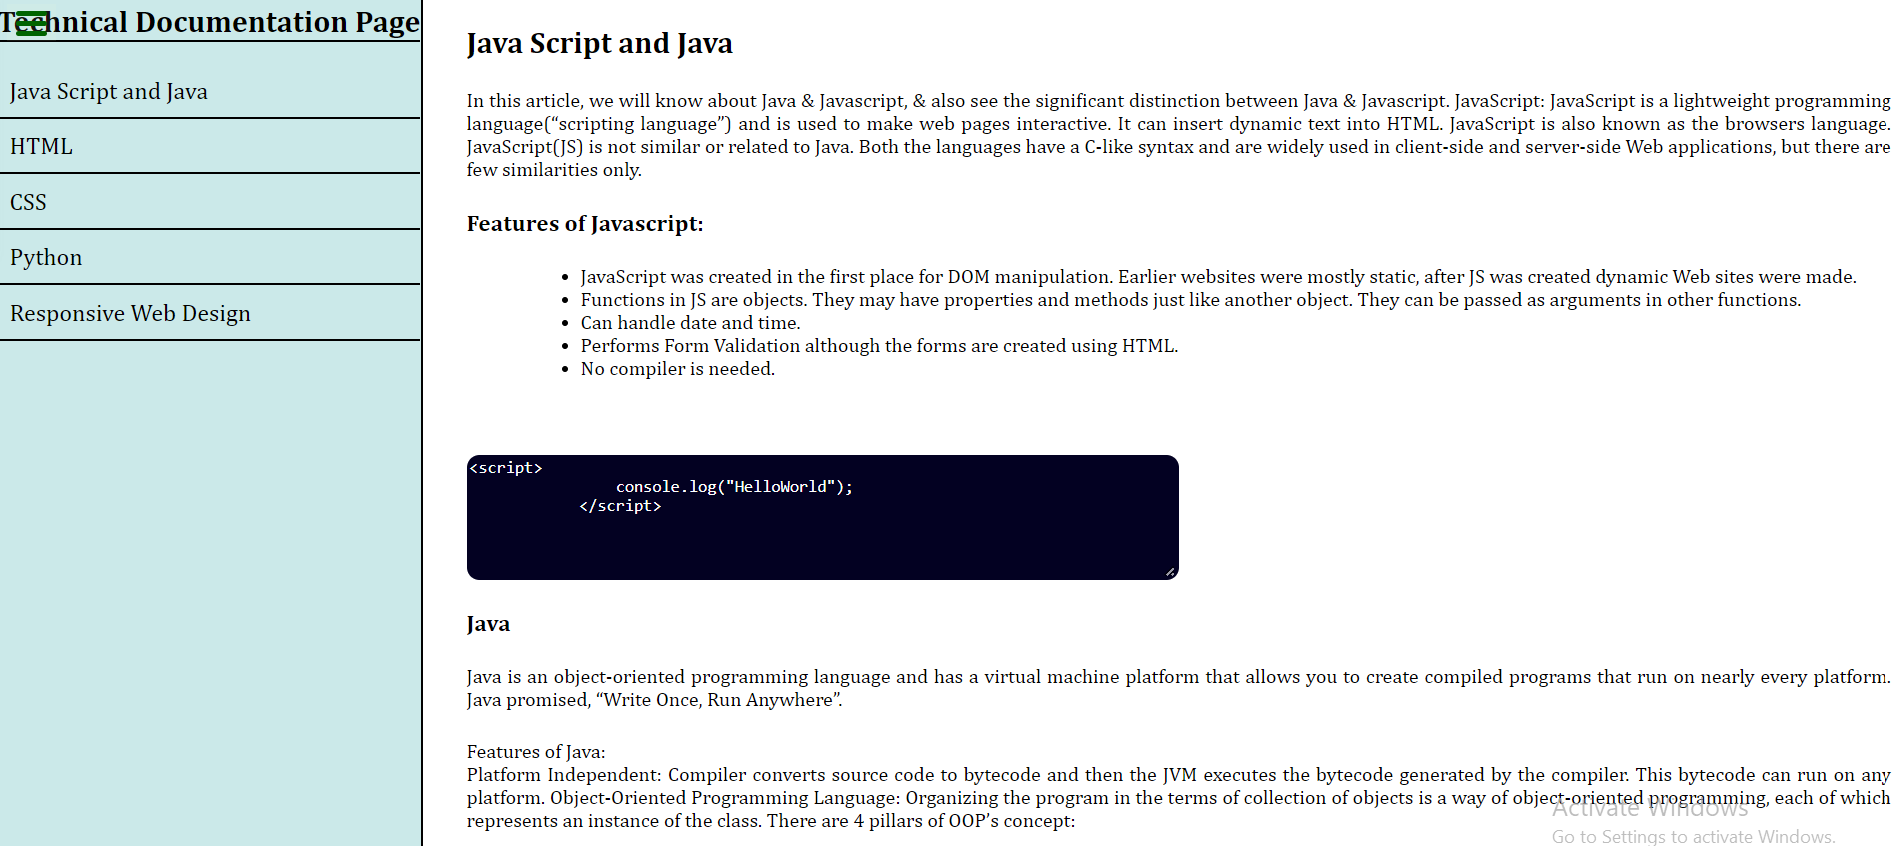 Technical Documentation Page
Java Script and Java
HTML
CSS
Python
Responsive Web Design
Java Script and Java
In this article, we will know about Java & Javascript, & also see the significant distinction between Java & Javascript. JavaScript: JavaScript is a lightweight programming
language(“scripting language”) and is used to make web pages interactive. It can insert dynamic text into HTML. JavaScript is also known as the browsers language.
JavaScript(JS) is not similar or related to Java. Both the languages have a C-like syntax and are widely used in client-side and server-side Web applications, but there are
few similarities only.
Features of Javascript:
• JavaScript was created in the first place for DOM manipulation. Earlier websites were mostly static, after JS was created dynamic Web sites were made.
• Functions in JS are objects. They may have properties and methods just like another object. They can be passed as arguments in other functions.
• Can handle date and time.
• Performs Form Validation although the forms are created using HTML.
• No compiler is needed.
<script>
console.log("HelloWorld");
</script>
Java
Java is an object-oriented programming language and has a virtual machine platform that allows you to create compiled programs that run on nearly every platform.
Java promised, “Write Once, Run Anywhere”.
Features of Java:
Platform Independent: Compiler converts source code to bytecode and then the JVM executes the bytecode generated by the compiler. This bytecode can run on any
platform. Object-Oriented Programming Language: Organizing the program in the terms of collection of objects is a way of object-oriented programming, each of which
represents an instance of the class. There are 4 pillars of OOP’s concept:
Activate Windows
Go to Settings to activate Windows.